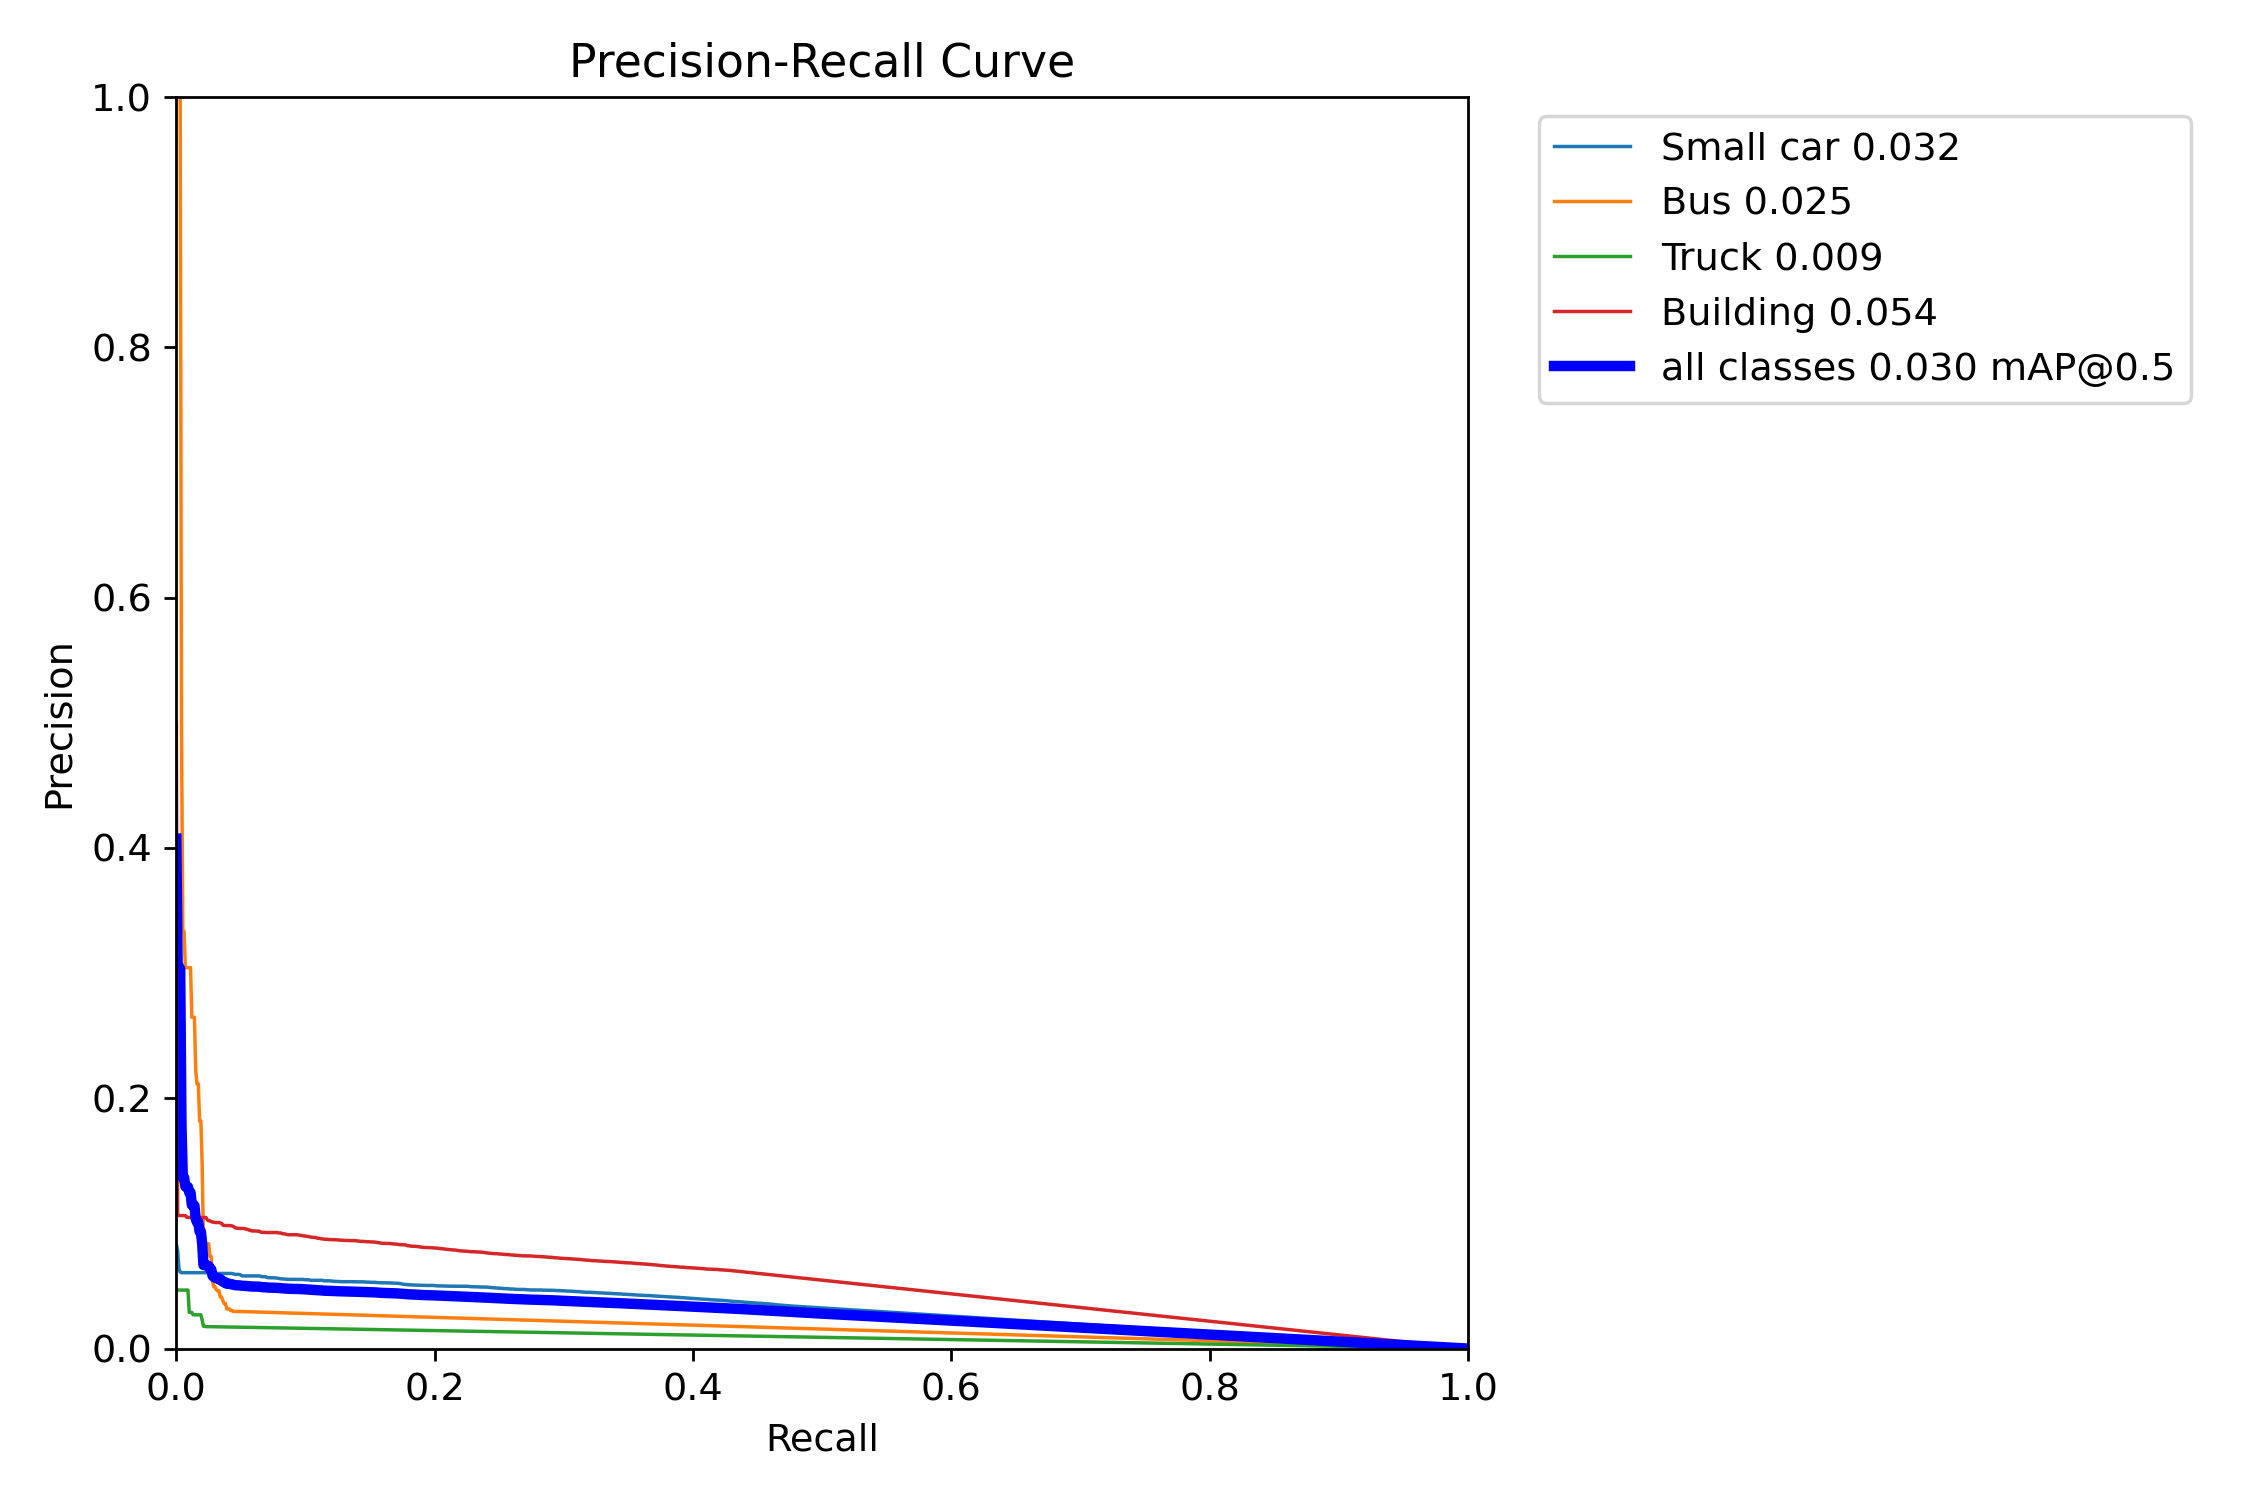 Precision-Recall Curve
1.0
0.8
0.6
0.4
0.2
0.0
Precision
0.0 0.2 0.4 0.6 0.8 1.0
Recall
Small car 0.032
Bus 0.025
Truck 0.009
Building 0.054
all classes 0.030 mAP@0.5